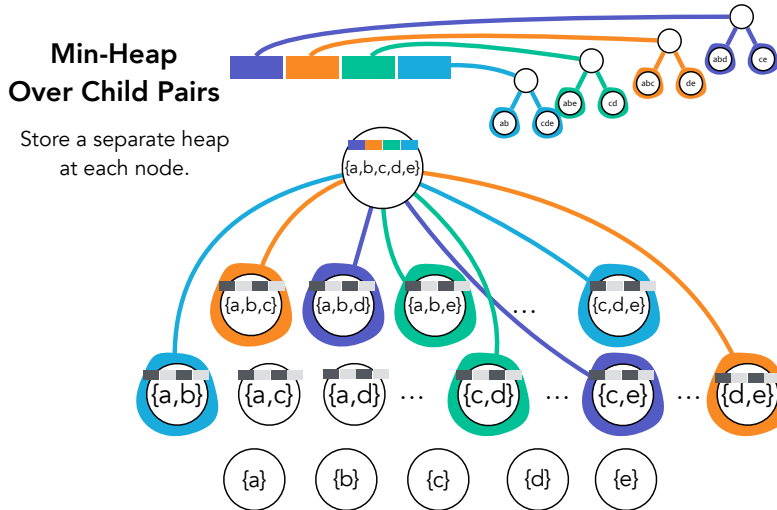 Min-Heap
Over Child Pairs
Store a separate heap
at each node.
abd ce
abc de
abe cd
ab cde
{a,b,c,d,e}
{a,b,c} {a,b,d} {a,b,e} ... {c,d,e}
{a,b} {a,c} {a,d} ... {c,d} ... {c,e} ... {d,e}
{a} {b} {c} {d} {e}